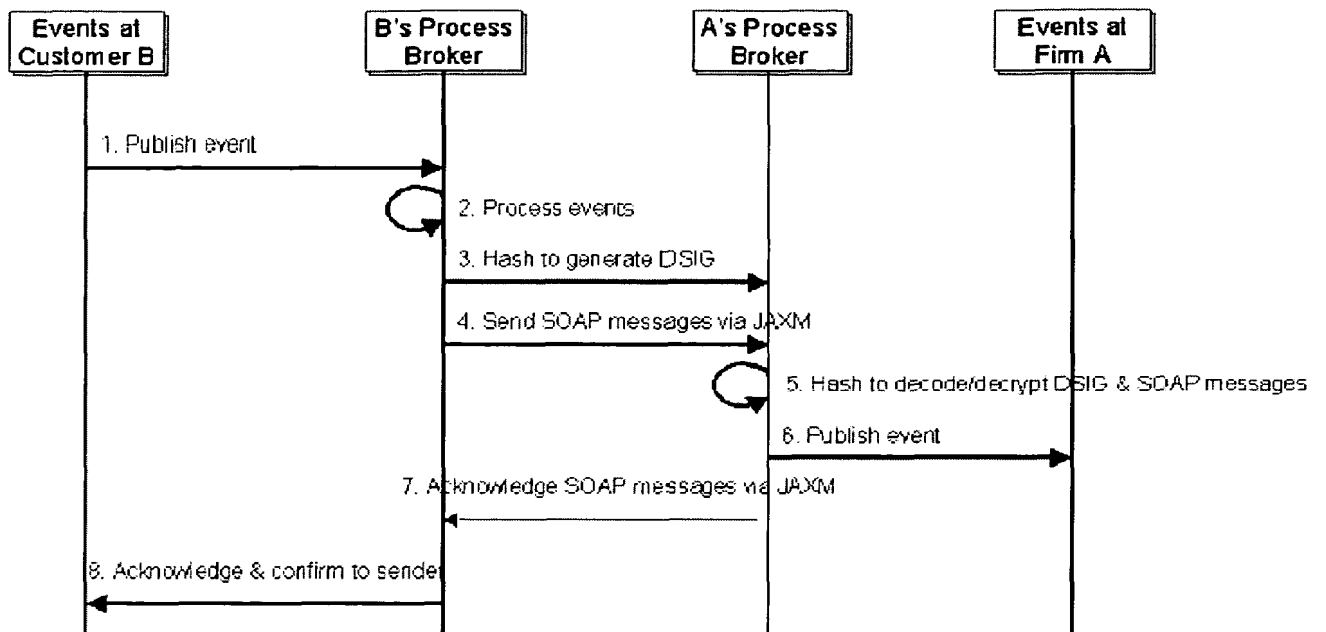 Events at
Customer B
B's Process
Broker
A's Process
Broker
Events at
Firm A
1. Publish event
2. Process events
3. Hash to generate DSIG
4. Send SOAP messages via JAXM
5. Hash to decode/decrypt DSIG & SOAP messages
6. Publish event
7. Acknowledge SOAP messages via JAXM
8. Acknowledge & confirm to sender